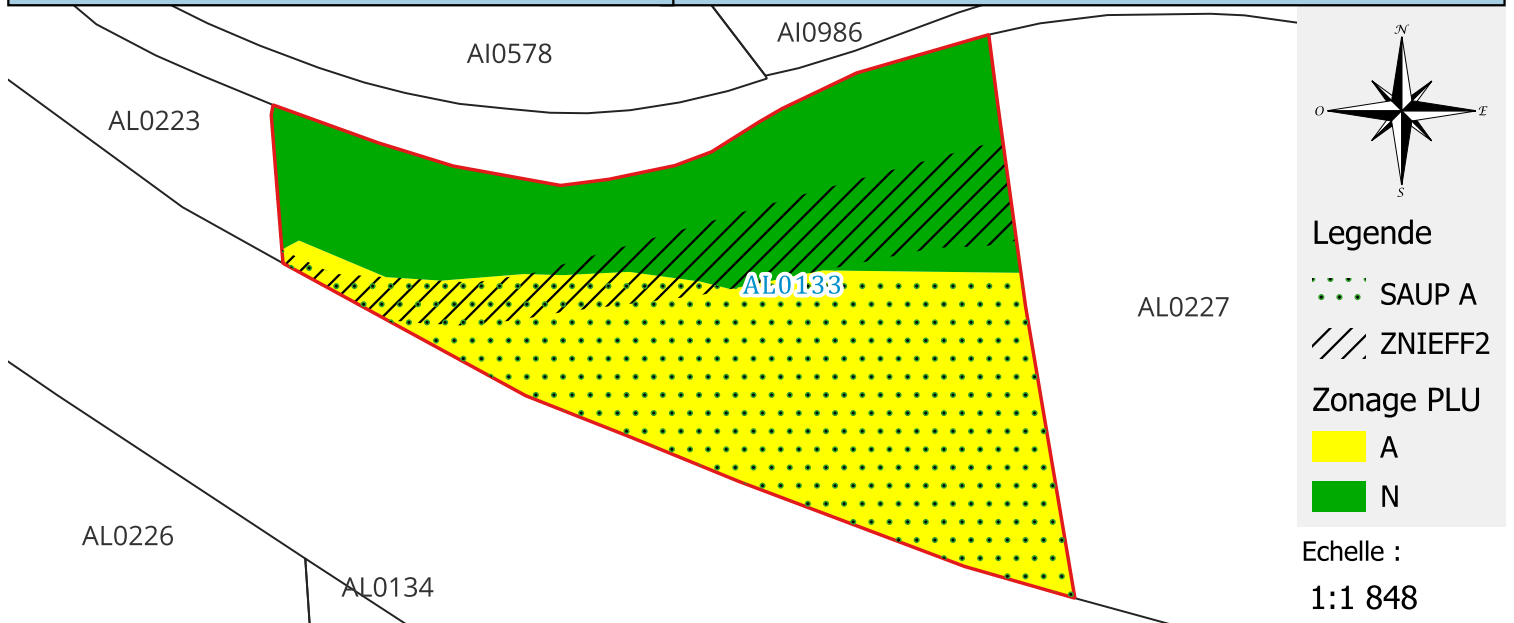 AI0578
AI0986
AL0223
N
O
E
S
Legende
AL0133
SAUP A
AL0227
ZNIEFF2
Zonage PLU
A
N
AL0226
Echelle :
AL0134
1:1 848